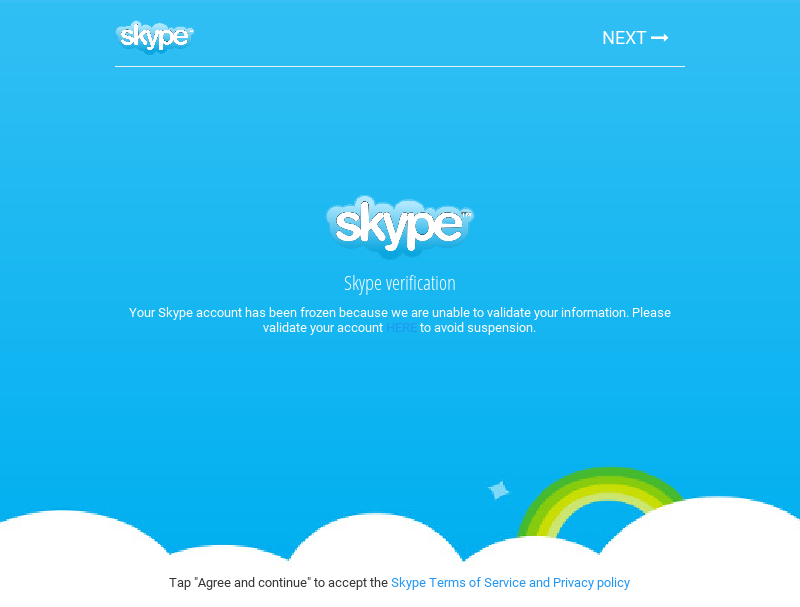 skype
NEXT
skype™
Skype verification
Your Skype account has been frozen because we are unable to validate your information. Please
validate your account HERE to avoid suspension.
Tap "Agree and continue" to accept the Skype Terms of Service and Privacy policy